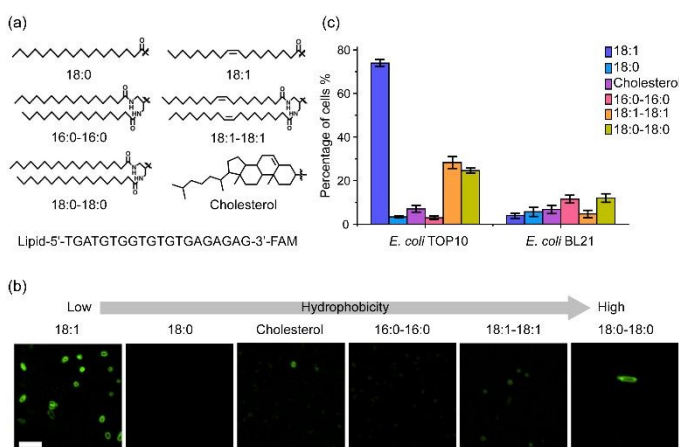 (a)
18:0
18:1
16:0-16:0
18:1-18:1
18:0-18:0
Cholesterol
Lipid-5'-TGATGTGGTGTGTGAGAGAG-3'-FAM
(c)
80
60
40
20
0
Percentage of cells %
E. coli TOP10
E. coli BL21
18:1
18:0
Cholesterol
16:0-16:0
18:1-18:1
18:0-18:0
(b)
Low
Hydrophobicity
High
18:1
18:0
Cholesterol
16:0-16:0
18:1-18:1
18:0-18:0